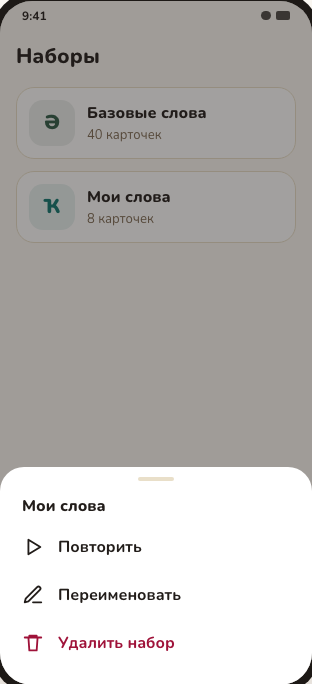 9:41
Наборы
ә
Базовые слова
40 карточек
ҡ
Мои слова
8 карточек
Мои слова
Повторить
Переименовать
Удалить набор